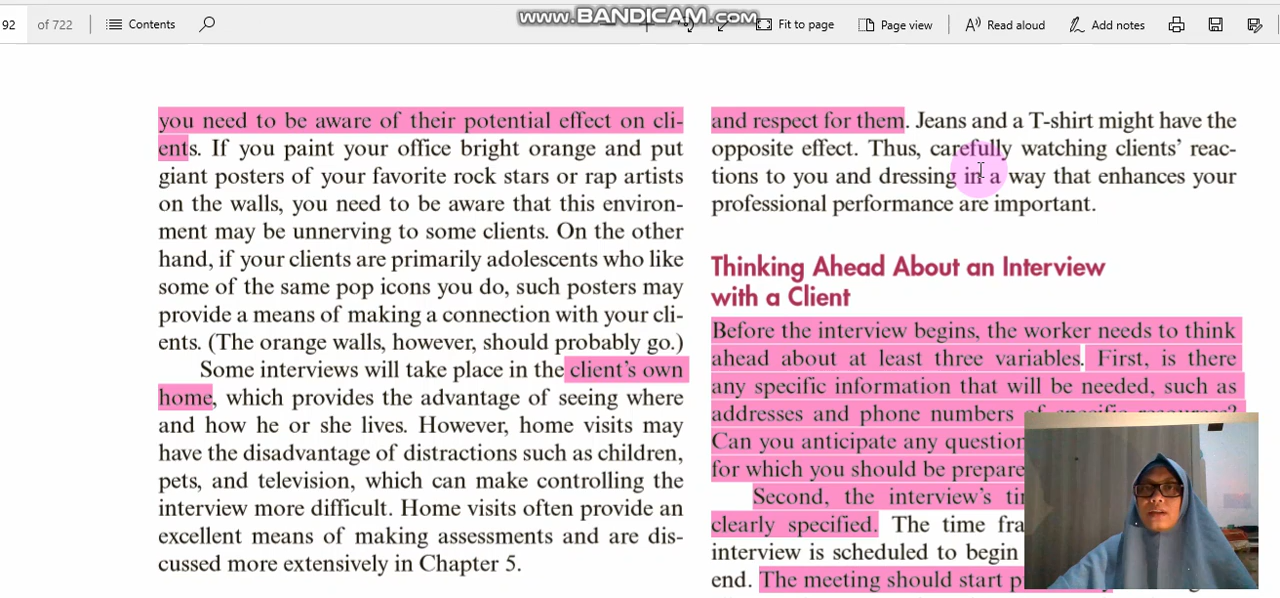 www.BANDICAM.com
92 of 722 Contents Fit to page Page view Read aloud Add notes
you need to be aware of their potential effect on cli-
ents. If you paint your office bright orange and put
giant posters of your favorite rock stars or rap artists
on the walls, you need to be aware that this environ-
ment may be unnerving to some clients. On the other
hand, if your clients are primarily adolescents who like
some of the same pop icons you do, such posters may
provide a means of making a connection with your cli-
ents. (The orange walls, however, should probably go.)
Some interviews will take place in the client's own
home, which provides the advantage of seeing where
and how he or she lives. However, home visits may
have the disadvantage of distractions such as children,
pets, and television, which can make controlling the
interview more difficult. Home visits often provide an
excellent means of making assessments and are dis-
cussed more extensively in Chapter 5.
and respect for them. Jeans and a T-shirt might have the
opposite effect. Thus, carefully watching clients' reac-
tions to you and dressing in a way that enhances your
professional performance are important.
Thinking Ahead About an Interview
with a Client
Before the interview begins, the worker needs to think
ahead about at least three variables. First, is there
any specific information that will be needed, such as
addresses and phone numbers of specific resources?
Can you anticipate any question
for which you should be prepare
Second, the interview's ti
clearly specified. The time fra
interview is scheduled to begin
end. The meeting should start p